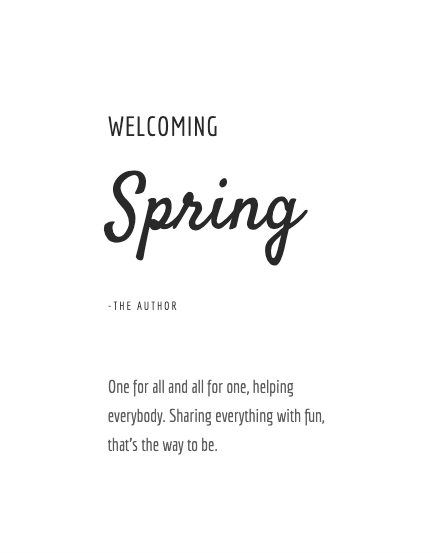 WELCOMING
Spring
-THE AUTHOR
One for all and all for one, helping
everybody. Sharing everything with fun,
that's the way to be.